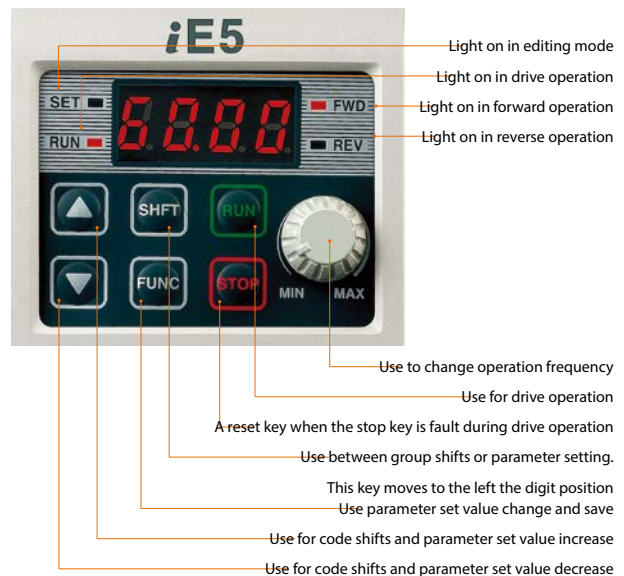 iE5
Light on in editing mode
Light on in drive operation
SET
FWD
Light on in forward operation
60.00
RUN
REV
Light on in reverse operation
SHFT
RUN
FUNC
STOP
MIN
MAX
Use to change operation frequency
Use for drive operation
A reset key when the stop key is fault during drive operation
Use between group shifts or parameter setting.
This key moves to the left the digit position
Use parameter set value change and save
Use for code shifts and parameter set value increase
Use for code shifts and parameter set value decrease